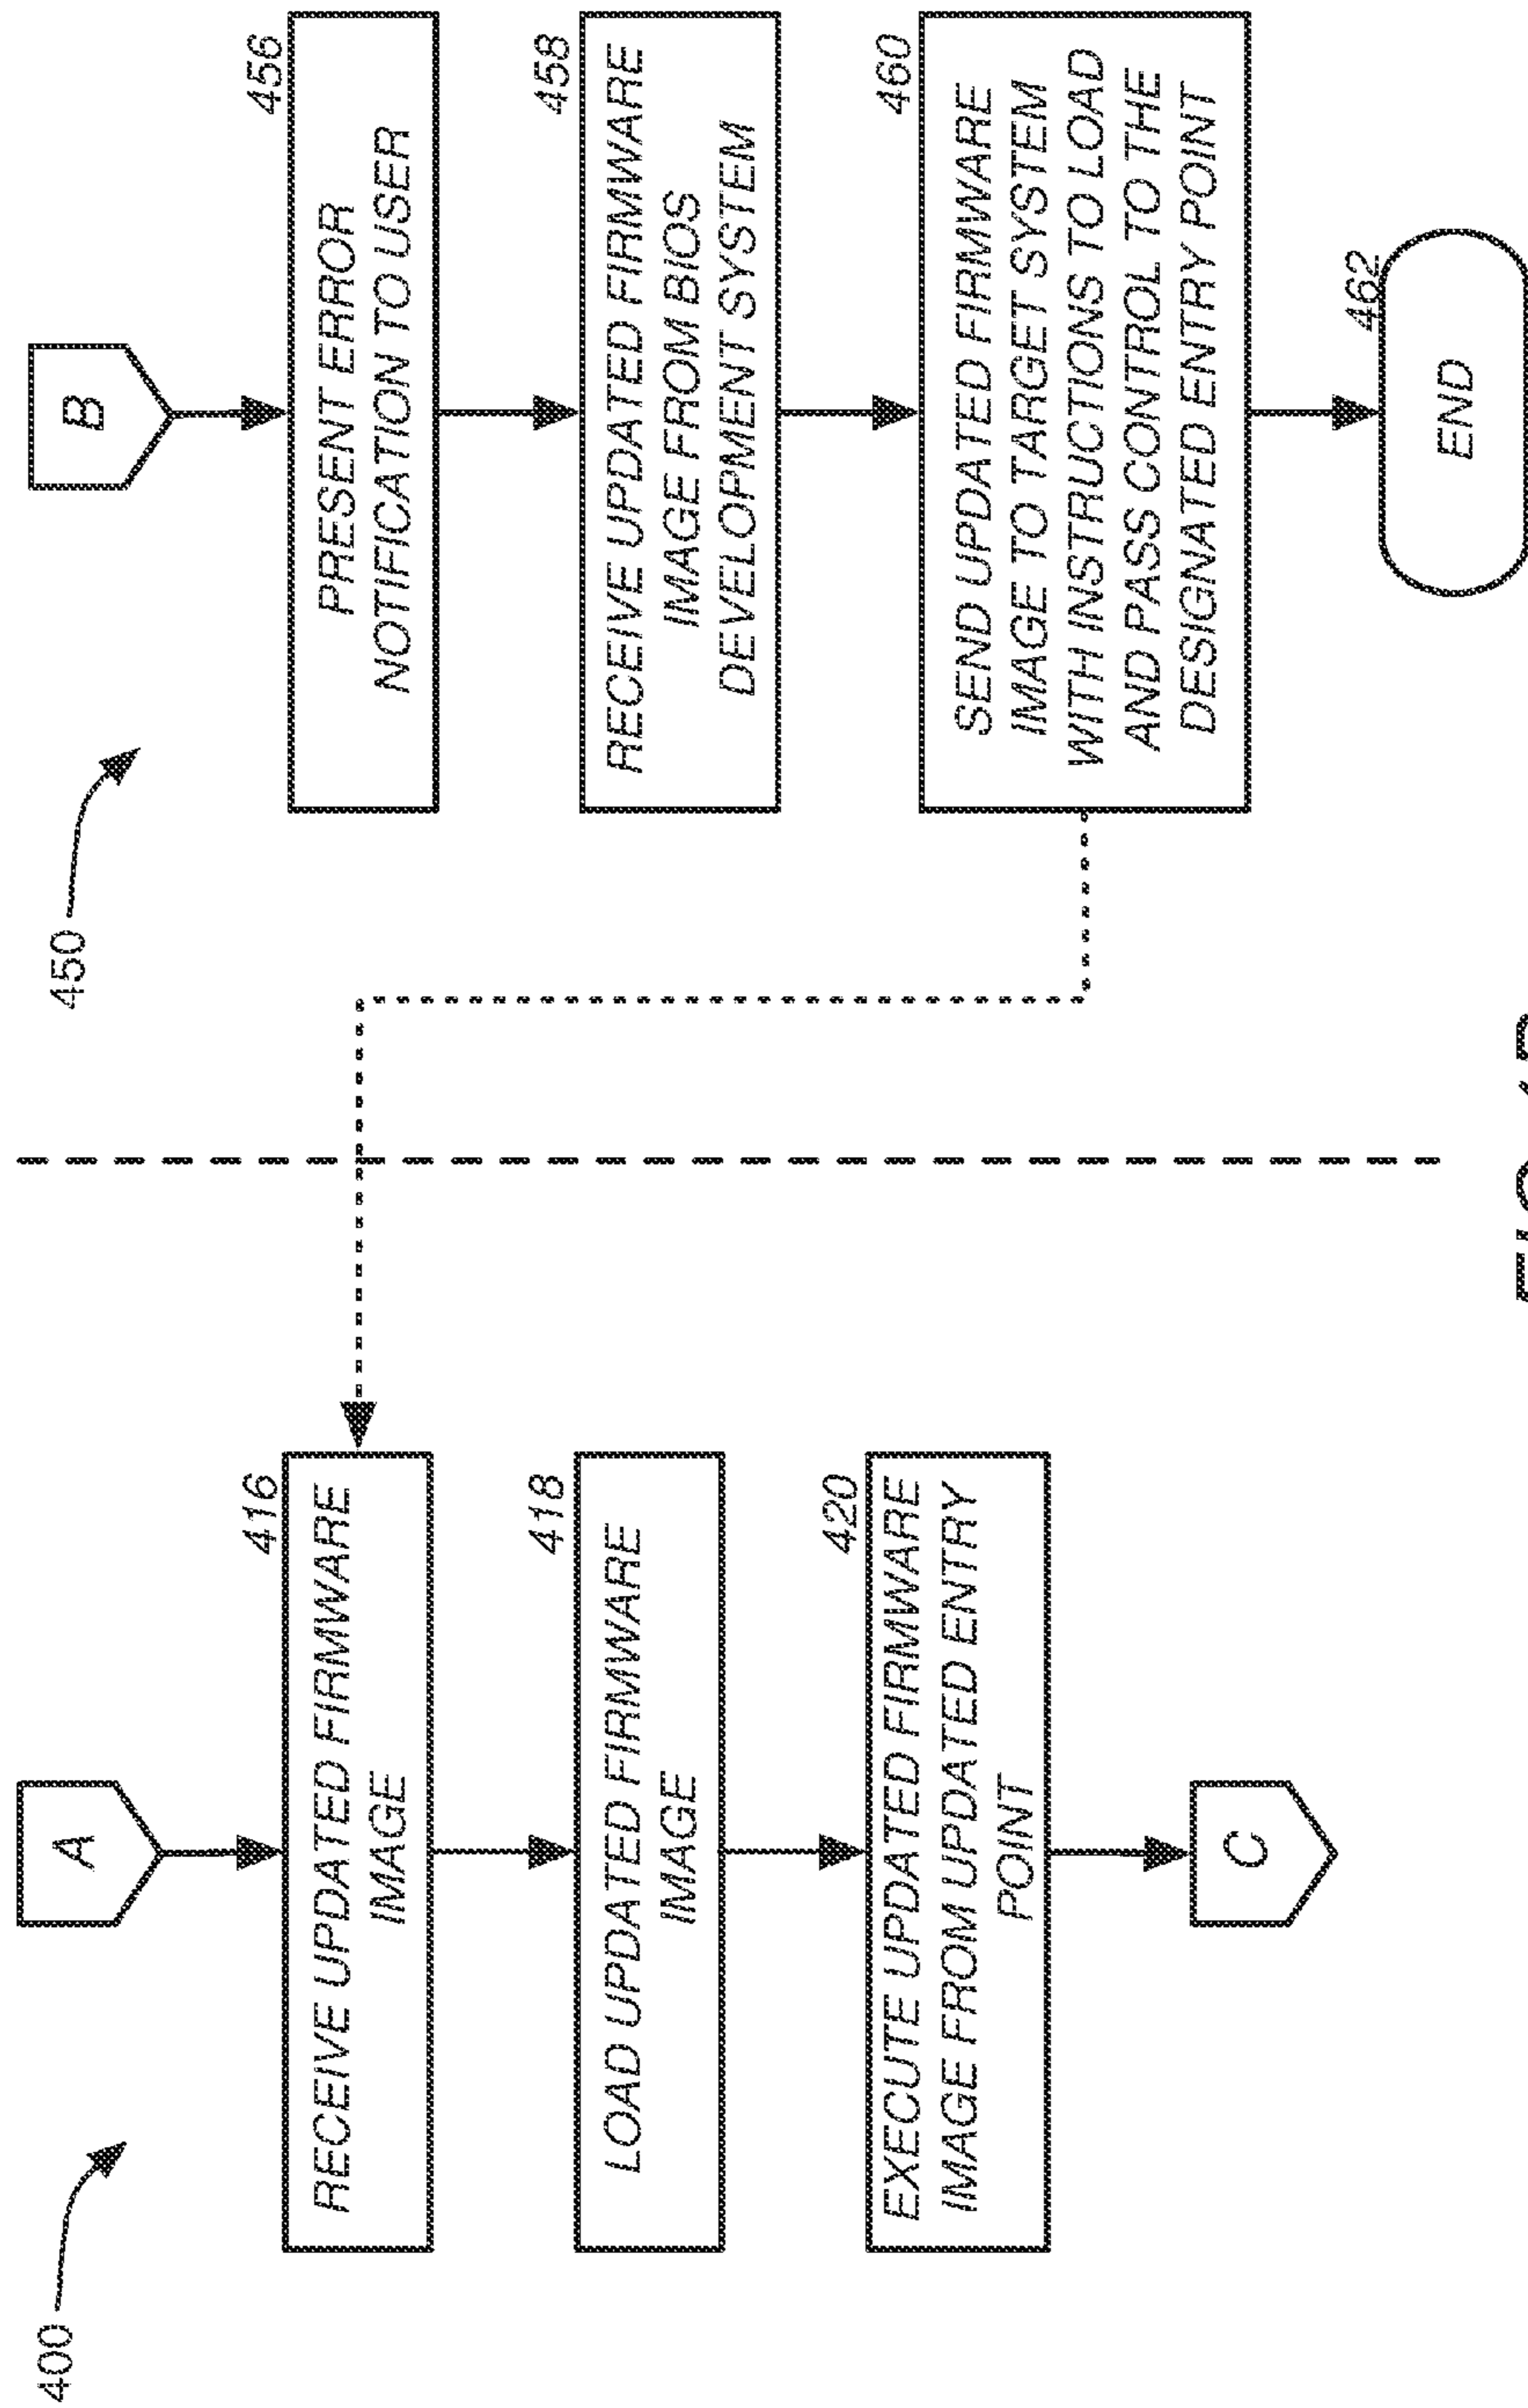 400
A
416
RECEIVE UPDATED FIRMWARE
IMAGE
418
LOAD UPDATED FIRMWARE
IMAGE
420
EXECUTE UPDATED FIRMWARE
IMAGE FROM UPDATED ENTRY
POINT
C
450
B
456
PRESENT ERROR
NOTIFICATION TO USER
458
RECEIVE UPDATED FIRMWARE
IMAGE FROM BIOS
DEVELOPMENT SYSTEM
460
SEND UPDATED FIRMWARE
IMAGE TO TARGET SYSTEM
WITH INSTRUCTIONS TO LOAD
AND PASS CONTROL TO THE
DESIGNATED ENTRY POINT
462
END